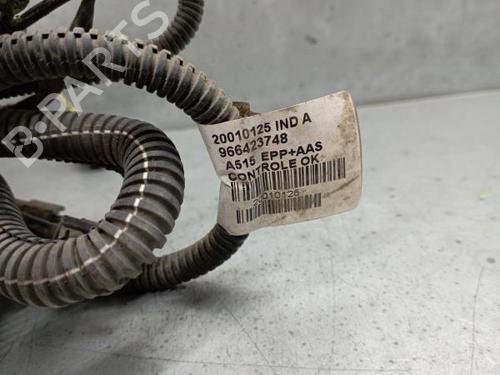 B-PARTS
20010125 IND A
966423748
A515 EPP+AAS
CONTROLE OK
20010125